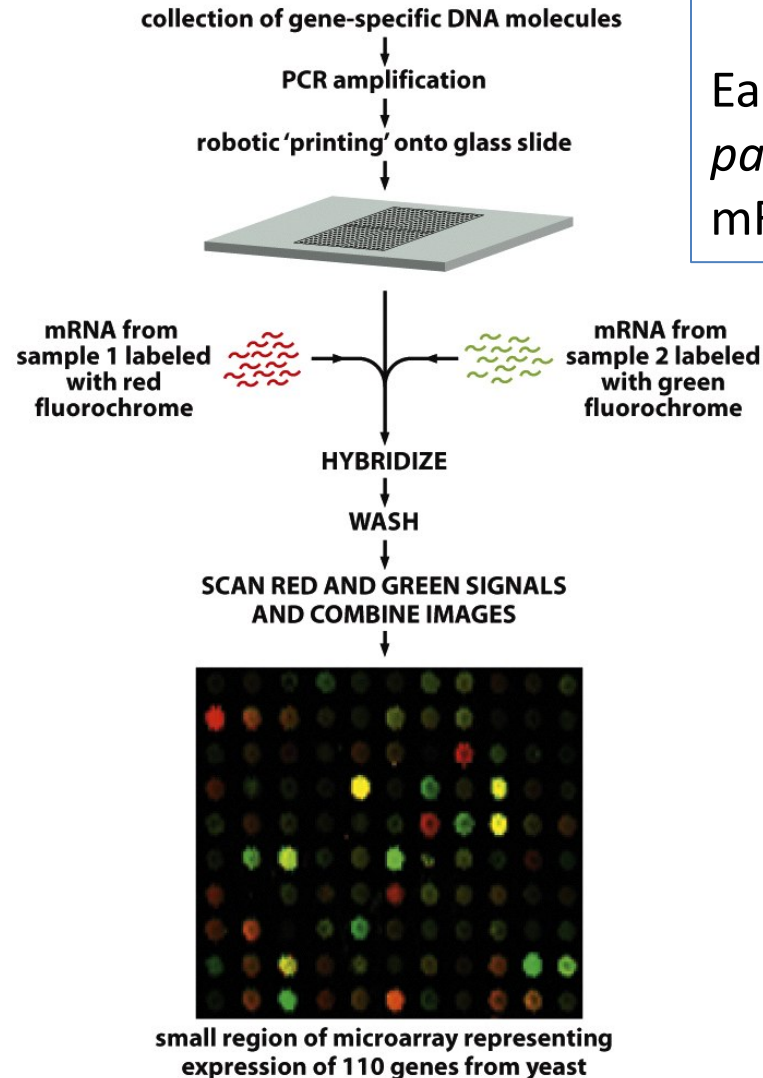 collection of gene-specific DNA molecules
PCR amplification
robotic ‘printing’ onto glass slide
mRNA from
sample 1 labeled
with red
fluorochrome
mRNA from
sample 2 labeled
with green
fluorochrome
HYBRIDIZE
WASH
SCAN RED AND GREEN SIGNALS
AND COMBINE IMAGES
small region of microarray representing
expression of 110 genes from yeast
Ea
pa